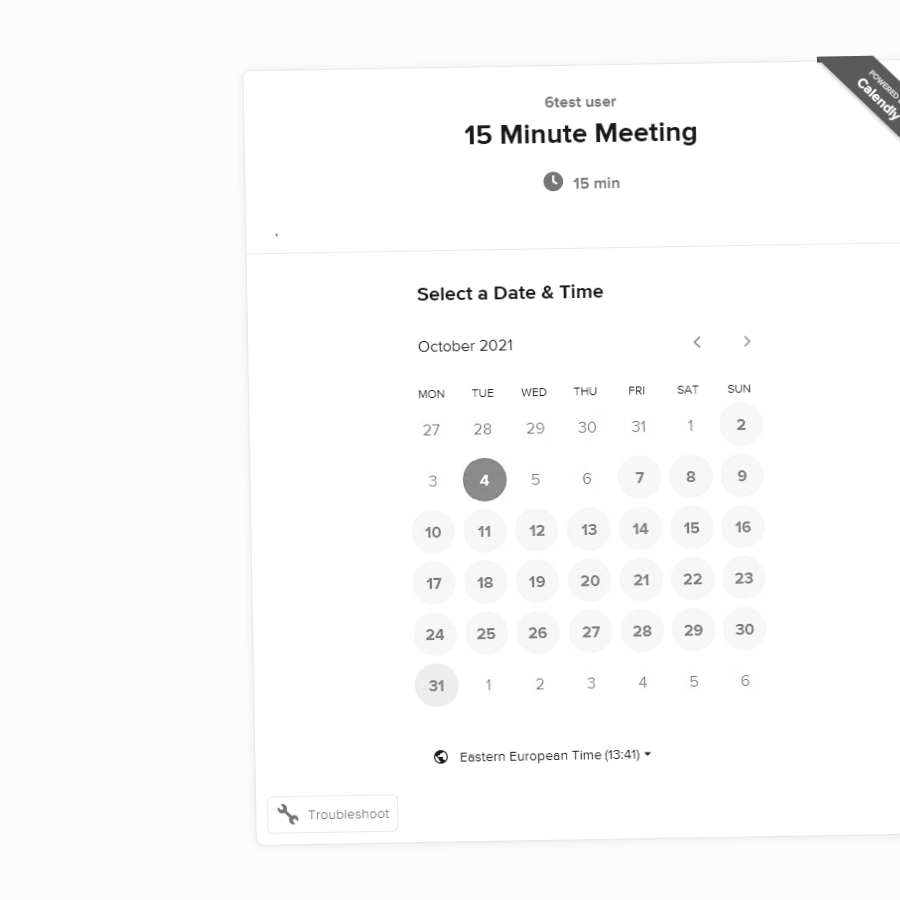 POWERED
Calendly
6test user
15 Minute Meeting
15 min
.
Select a Date & Time
October 2021
MON TUE WED THU FRI SAT SUN
27 28 29 30 31 1 2
3 4 5 6 7 8 9
10 11 12 13 14 15 16
17 18 19 20 21 22 23
24 25 26 27 28 29 30
31 1 2 3 4 5 6
Eastern European Time (13:41)
Troubleshoot